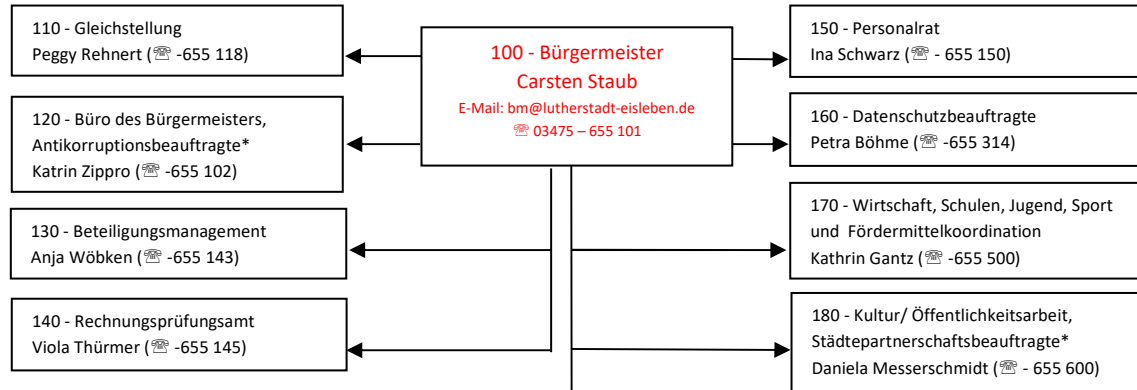 110 - Gleichstellung
Peggy Rehnert (☏ -655 118)
120 - Büro des Bürgermeisters,
Antikorruptionsbeauftragte*
Katrin Zippro (☏ -655 102)
130 - Beteiligungsmanagement
Anja Wöbken (☏ -655 143)
140 - Rechnungsprüfungsamt
Viola Thürmer (☏ -655 145)
100 - Bürgermeister
Carsten Staub
E-Mail: bm@lutherstadt-eisleben.de
☏ 03475 – 655 101
150 - Personalrat
Ina Schwarz (☏ - 655 150)
160 - Datenschutzbeauftragte
Petra Böhme (☏ -655 314)
170 - Wirtschaft, Schulen, Jugend, Sport
und Fördermittelkoordination
Kathrin Gantz (☏ -655 500)
180 - Kultur/ Öffentlichkeitsarbeit,
Städtepartnerschaftsbeauftragte*
Daniela Messerschmidt (☏ - 655 600)